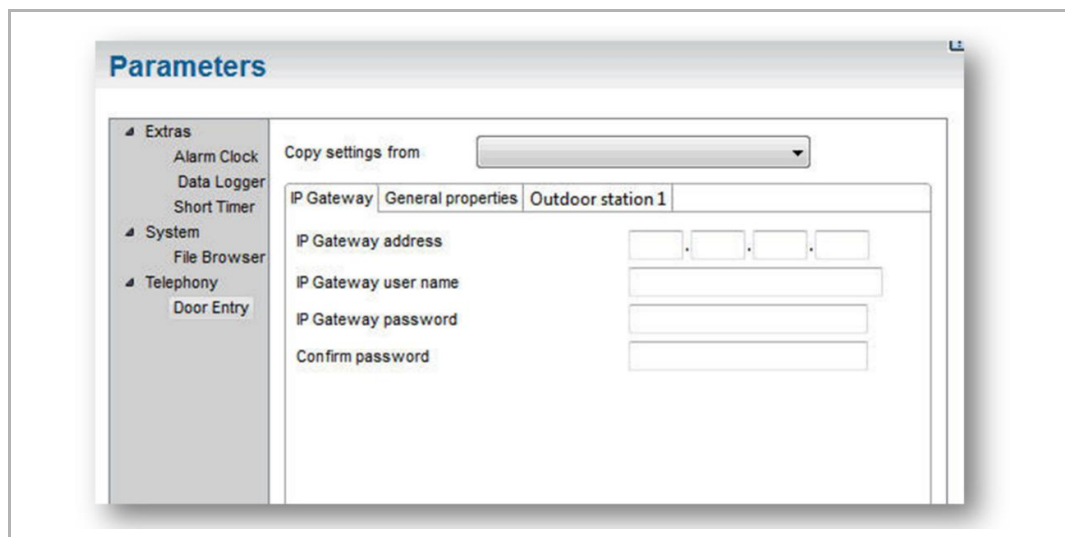 Parameters
Extras
Alarm Clock
Data Logger
Short Timer
System
File Browser
Telephony
Door Entry
Copy settings from
IP Gateway General properties Outdoor station 1
IP Gateway address . . .
IP Gateway user name
IP Gateway password
Confirm password